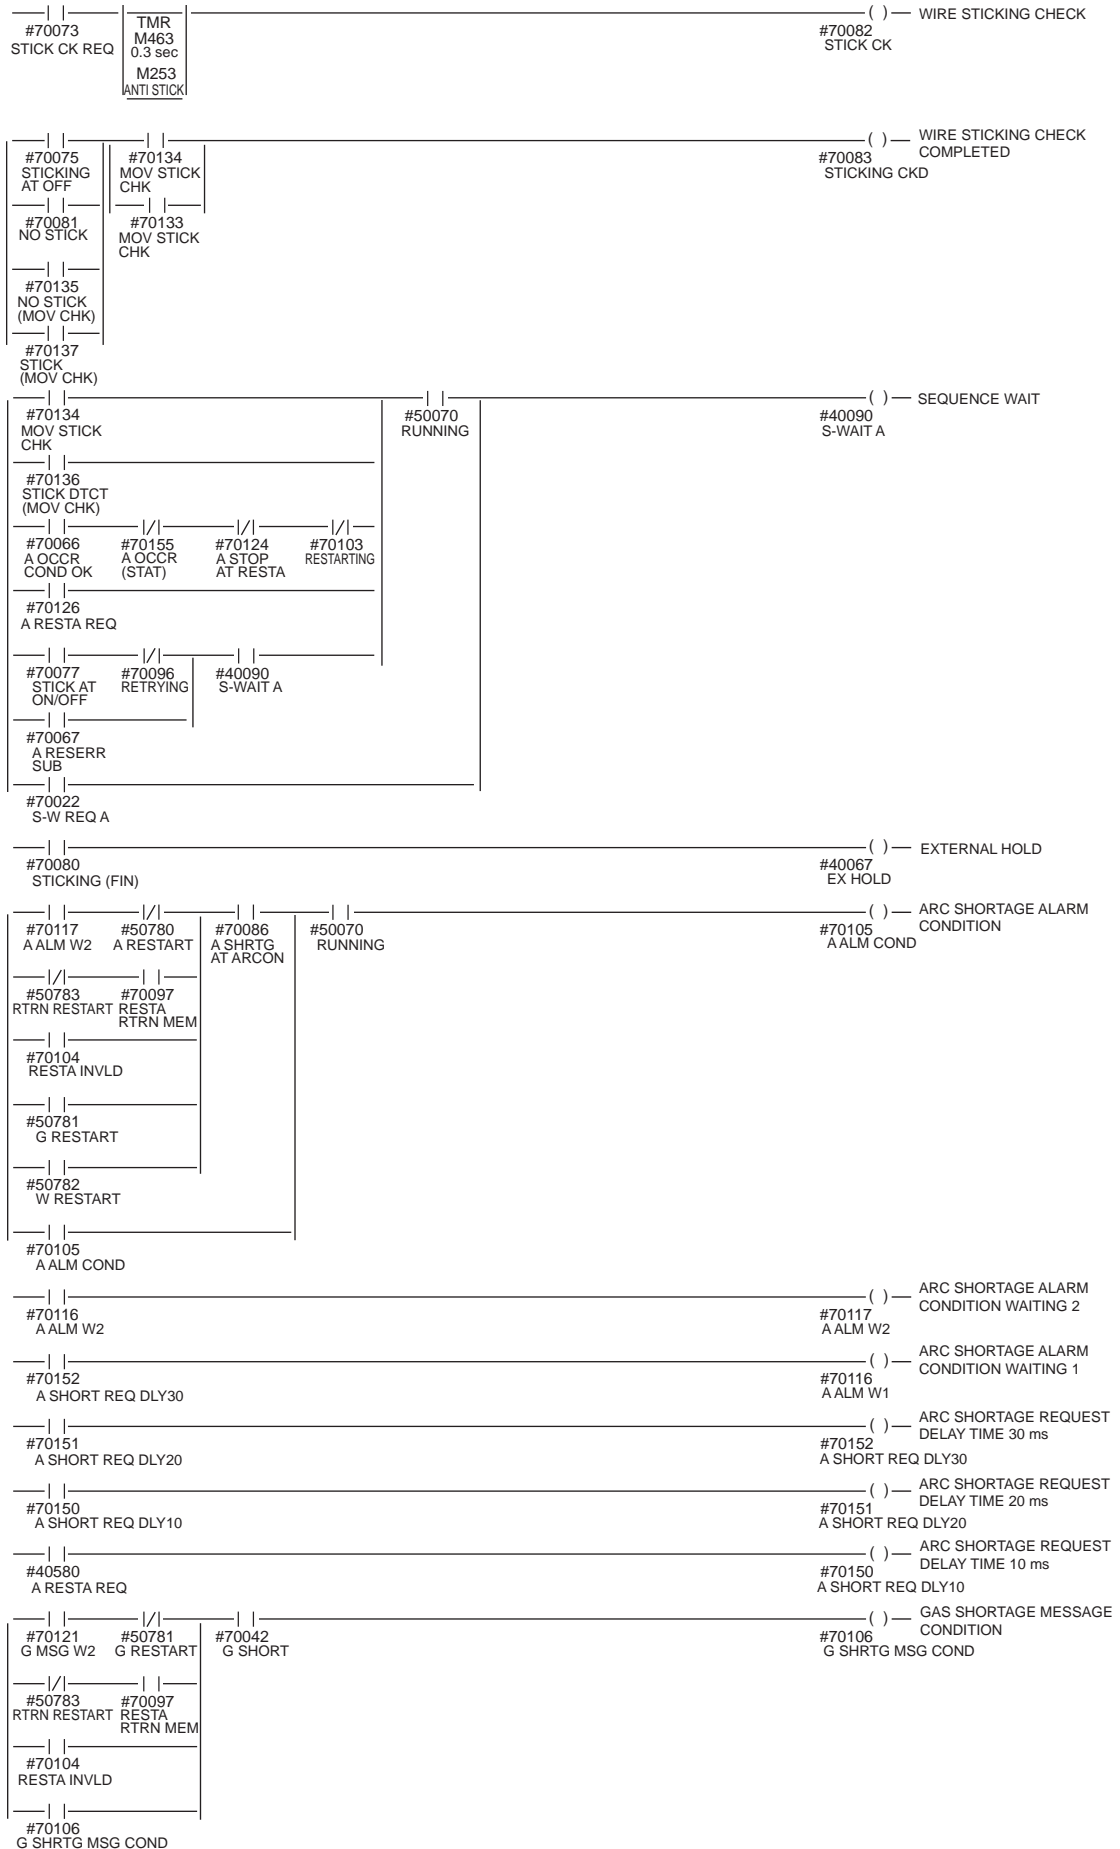 WIRE STICKING CHECK
#70073
STICK CK REQ
TMR
M463
0.3 sec
M253
ANTI STICK
#70082
STICK CK
WIRE STICKING CHECK
COMPLETED
#70075
STICKING
AT OFF
#70134
MOV STICK
CHK
#70083
STICKING CKD
#70081
NO STICK
#70133
MOV STICK
CHK
#70135
NO STICK
(MOV CHK)
#70137
STICK
(MOV CHK)
SEQUENCE WAIT
#70134
MOV STICK
CHK
#50070
RUNNING
#40090
S-WAIT A
#70136
STICK DTCT
(MOV CHK)
#70066
A OCCR
COND OK
#70155
A OCCR
(STAT)
#70124
A STOP
AT RESTA
#70103
RESTARTING
#70126
A RESTA REQ
#70077
STICK AT
ON/OFF
#70096
RETRYING
#40090
S-WAIT A
#70067
A RESERR
SUB
#70022
S-W REQ A
EXTERNAL HOLD
#70080
STICKING (FIN)
#40067
EX HOLD
ARC SHORTAGE ALARM
CONDITION
#70117
A ALM W2
#50780
A RESTART
#70086
A SHRTG
AT ARCON
#50070
RUNNING
#70105
A ALM COND
#50783
RTRN RESTART
#70097
RESTA
RTRN MEM
#70104
RESTA INVLD
#50781
G RESTART
#50782
W RESTART
#70105
A ALM COND
ARC SHORTAGE ALARM
CONDITION WAITING 2
#70116
A ALM W2
#70117
A ALM W2
ARC SHORTAGE ALARM
CONDITION WAITING 1
#70152
A SHORT REQ DLY30
#70116
A ALM W1
ARC SHORTAGE REQUEST
DELAY TIME 30 ms
#70151
A SHORT REQ DLY20
#70152
A SHORT REQ DLY30
ARC SHORTAGE REQUEST
DELAY TIME 20 ms
#70150
A SHORT REQ DLY10
#70151
A SHORT REQ DLY20
ARC SHORTAGE REQUEST
DELAY TIME 10 ms
#40580
A RESTA REQ
#70150
A SHORT REQ DLY10
GAS SHORTAGE MESSAGE
CONDITION
#70121
G MSG W2
#50781
G RESTART
#70042
G SHORT
#70106
G SHRTG MSG COND
#50783
RTRN RESTART
#70097
RESTA
RTRN MEM
#70104
RESTA INVLD
#70106
G SHRTG MSG COND